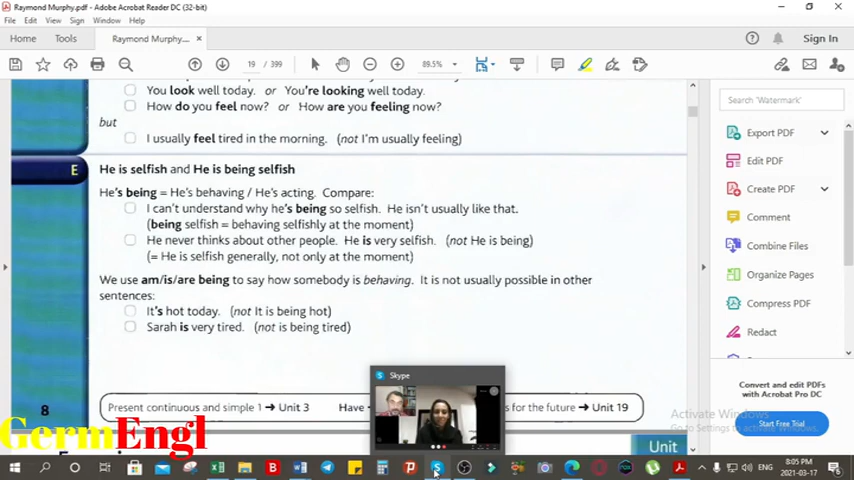 Raymond Murphy.pdf - Adobe Acrobat Reader DC (32-bit)
File Edit View Sign Window Help
Home Tools Raymond Murphy.... × Sign In
19 / 399 89.5%
You look well today. or You're looking well today.
How do you feel now? or How are you feeling now?
but
I usually feel tired in the morning. (not I'm usually feeling)
E He is selfish and He is being selfish
He's being = He's behaving / He's acting. Compare:
I can't understand why he's being so selfish. He isn't usually like that.
(being selfish = behaving selfishly at the moment)
He never thinks about other people. He is very selfish. (not He is being)
(= He is selfish generally, not only at the moment)
We use am/is/are being to say how somebody is behaving. It is not usually possible in other
sentences:
It's hot today. (not It is being hot)
Sarah is very tired. (not is being tired)
Skype
8
Present continuous and simple 1 → Unit 3 Have s for the future → Unit 19
GermEngl
Unit
Search 'Watermark'
Export PDF
Edit PDF
Create PDF
Comment
Combine Files
Organize Pages
Compress PDF
Redact
Convert and edit PDFs
with Acrobat Pro Trial
Start Free Trial
Activate Windows
Go to Settings to activate Windows.
ENG
8:05 PM
2021-03-17